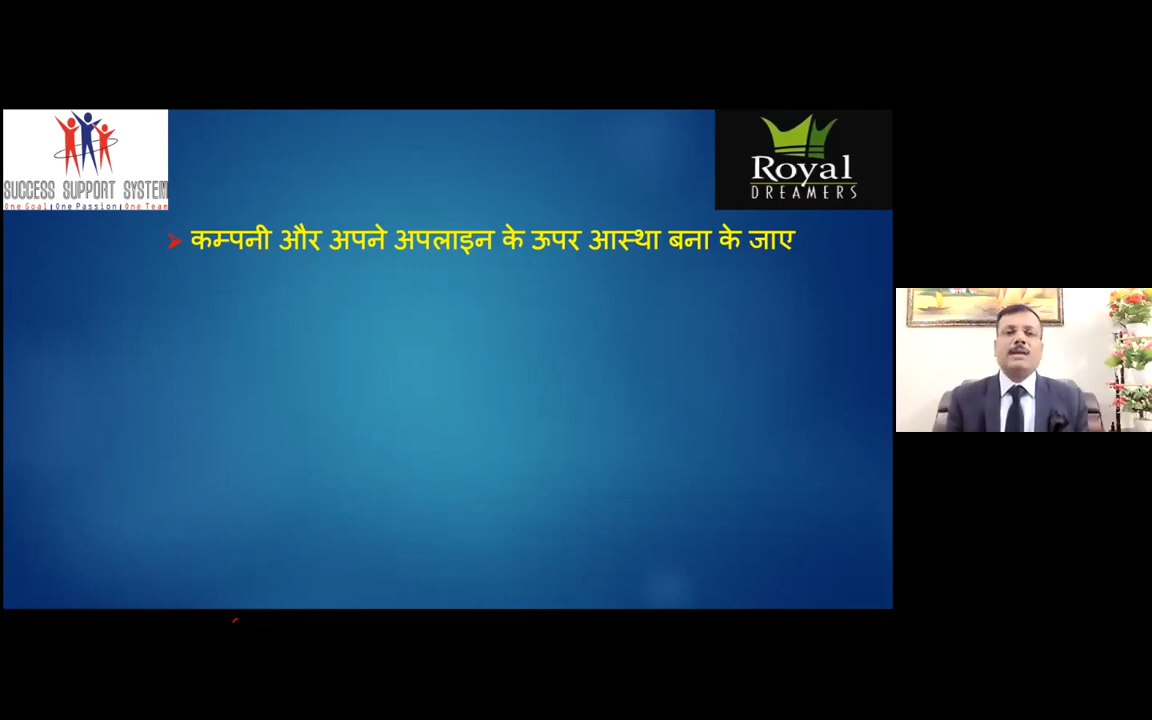 SUCCESS SUPPORT SYSTEM
One Goal | One Passion | One Team
Royal
DREAMERS
कम्पनी और अपने अपलाइन के ऊपर आस्था बना के जाए